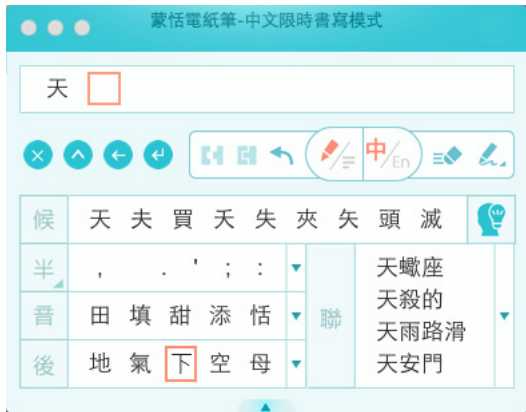 蒙恬電紙筆-中文限時書寫模式
天
中/En
候 天 夫 買 天 失 夾 矢 頭 滅
半 , . ' ; :
音 田 填 甜 添 恬
後 地 氣 下 空 母
聯
天蠍座
天殺的
天雨路滑
天安門